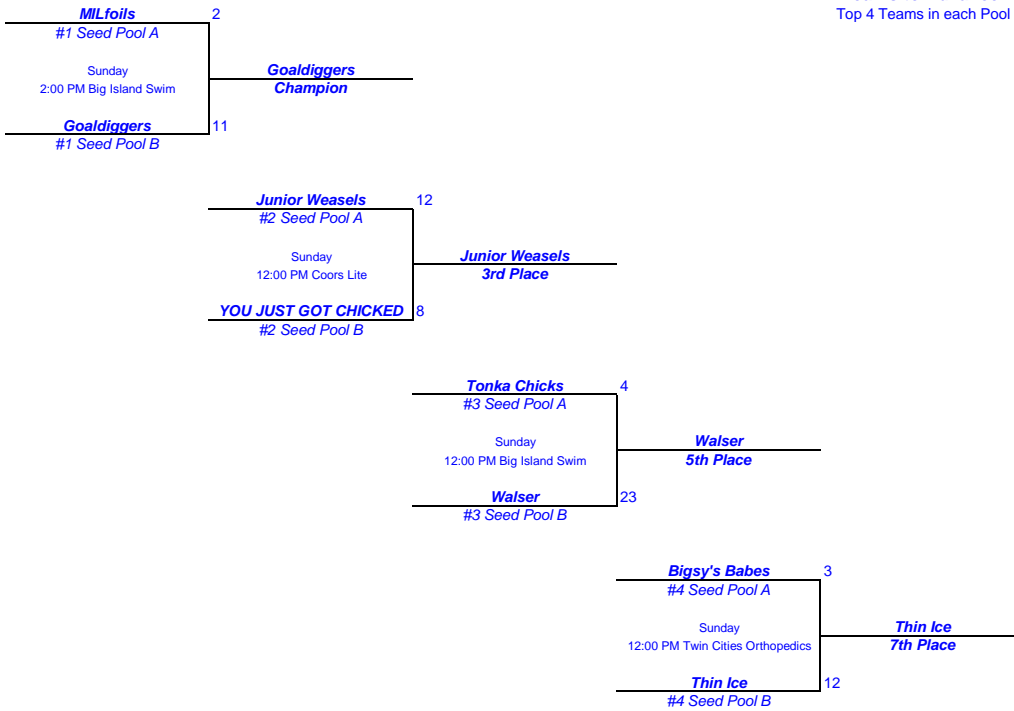 Top 4 Teams in each Pool
MILfoils 2
#1 Seed Pool A
Sunday
2:00 PM Big Island Swim
Goaldiggers
Champion
Goaldiggers 11
#1 Seed Pool B
Junior Weasels 12
#2 Seed Pool A
Sunday
12:00 PM Coors Lite
Junior Weasels
3rd Place
YOU JUST GOT CHICKED 8
#2 Seed Pool B
Tonka Chicks 4
#3 Seed Pool A
Sunday
12:00 PM Big Island Swim
Walser
5th Place
Walser 23
#3 Seed Pool B
Bigsy's Babes 3
#4 Seed Pool A
Sunday
12:00 PM Twin Cities Orthopedics
Thin Ice
7th Place
Thin Ice 12
#4 Seed Pool B